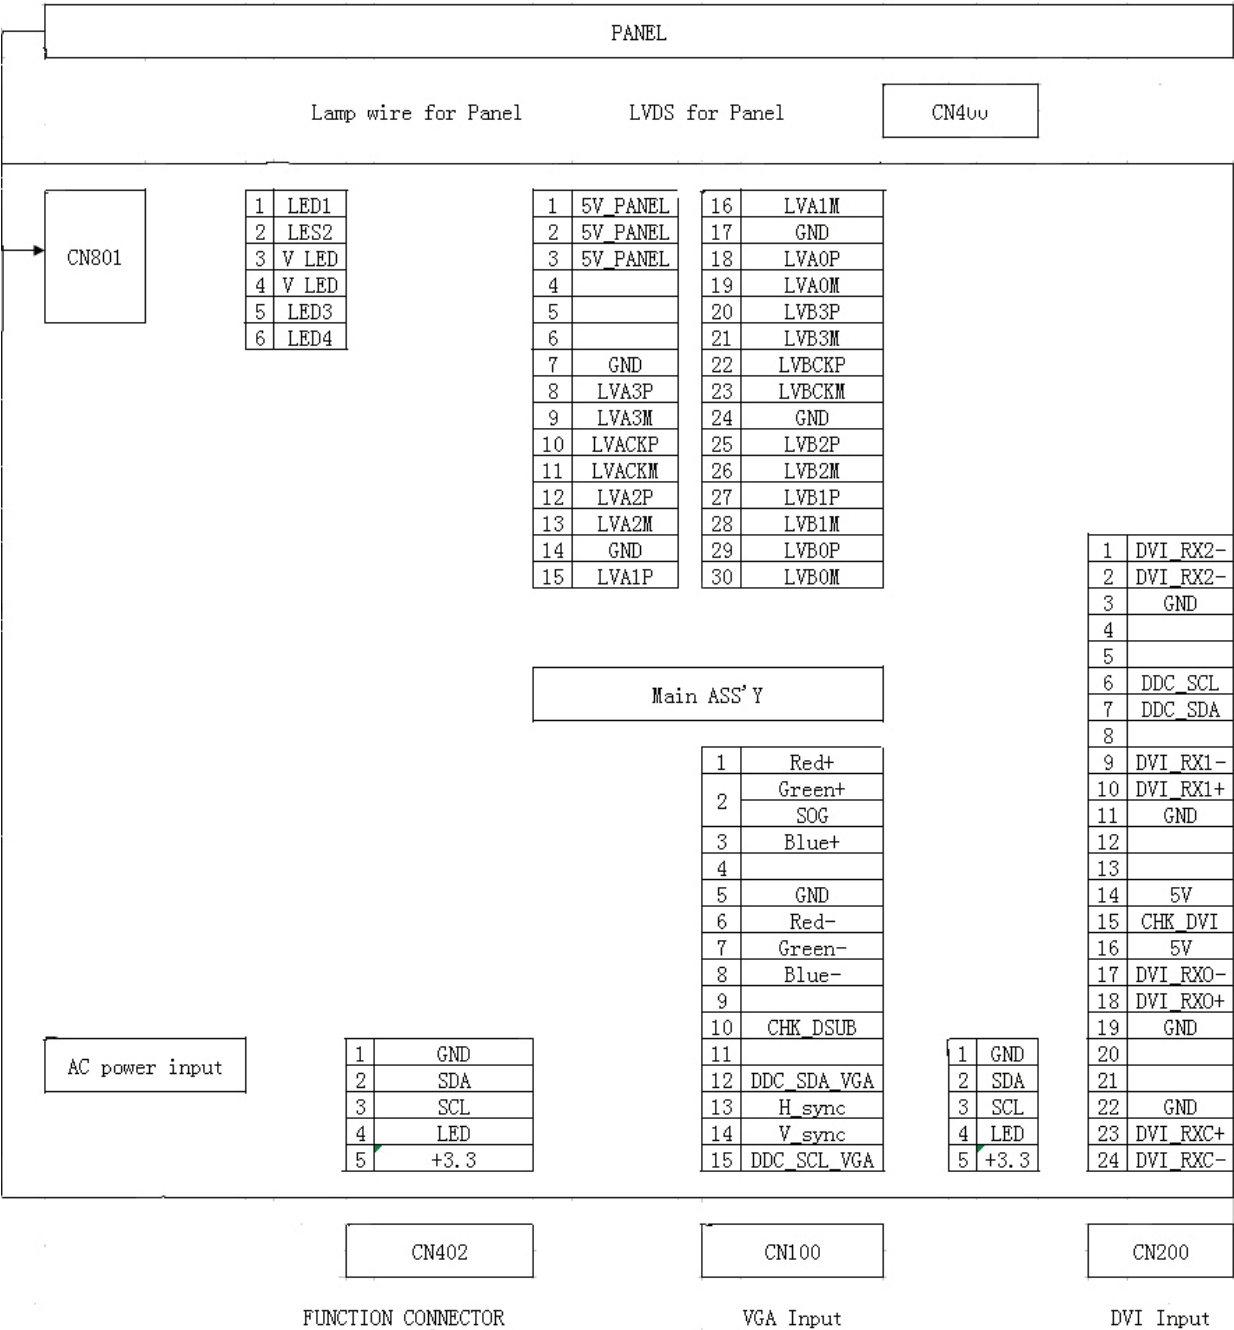 PANEL
Lamp wire for Panel LVDS for Panel
CN801
1 LED1
2 LES2
3 V LED
4 V LED
5 LED3
6 LED4
1 5V_PANEL
2 5V_PANEL
3 5V_PANEL
4
5
6
7 GND
8 LVA3P
9 LVA3M
10 LVACKP
11 LVACKM
12 LVA2P
13 LVA2M
14 GND
15 LVA1P
16 LVA1M
17 GND
18 LVA0P
19 LVA0M
20 LVB3P
21 LVB3M
22 LVBCKP
23 LVBCKM
24 GND
25 LVB2P
26 LVB2M
27 LVB1P
28 LVB1M
29 LVB0P
30 LVB0M
Main ASS'Y
1 Red+
2 Green+
SOG
3 Blue+
4
5 GND
6 Red-
7 Green-
8 Blue-
9
10 CHK_DSUB
11
12 DDC_SDA_VGA
13 H_sync
14 V_sync
15 DDC_SCL_VGA
1 DVI_RX2-
2 DVI_RX2-
3 GND
4
5
6 DDC_SCL
7 DDC_SDA
8
9 DVI_RX1-
10 DVI_RX1+
11 GND
12
13
14 5V
15 CHK_DVI
16 5V
17 DVI_RX0-
18 DVI_RX0+
19 GND
20
21
22 GND
23 DVI_RXC+
24 DVI_RXC-
AC power input
1 GND
2 SDA
3 SCL
4 LED
5 +3.3
1 GND
2 SDA
3 SCL
4 LED
5 +3.3
CN402 CN100 CN200
FUNCTION CONNECTOR VGA Input DVI Input